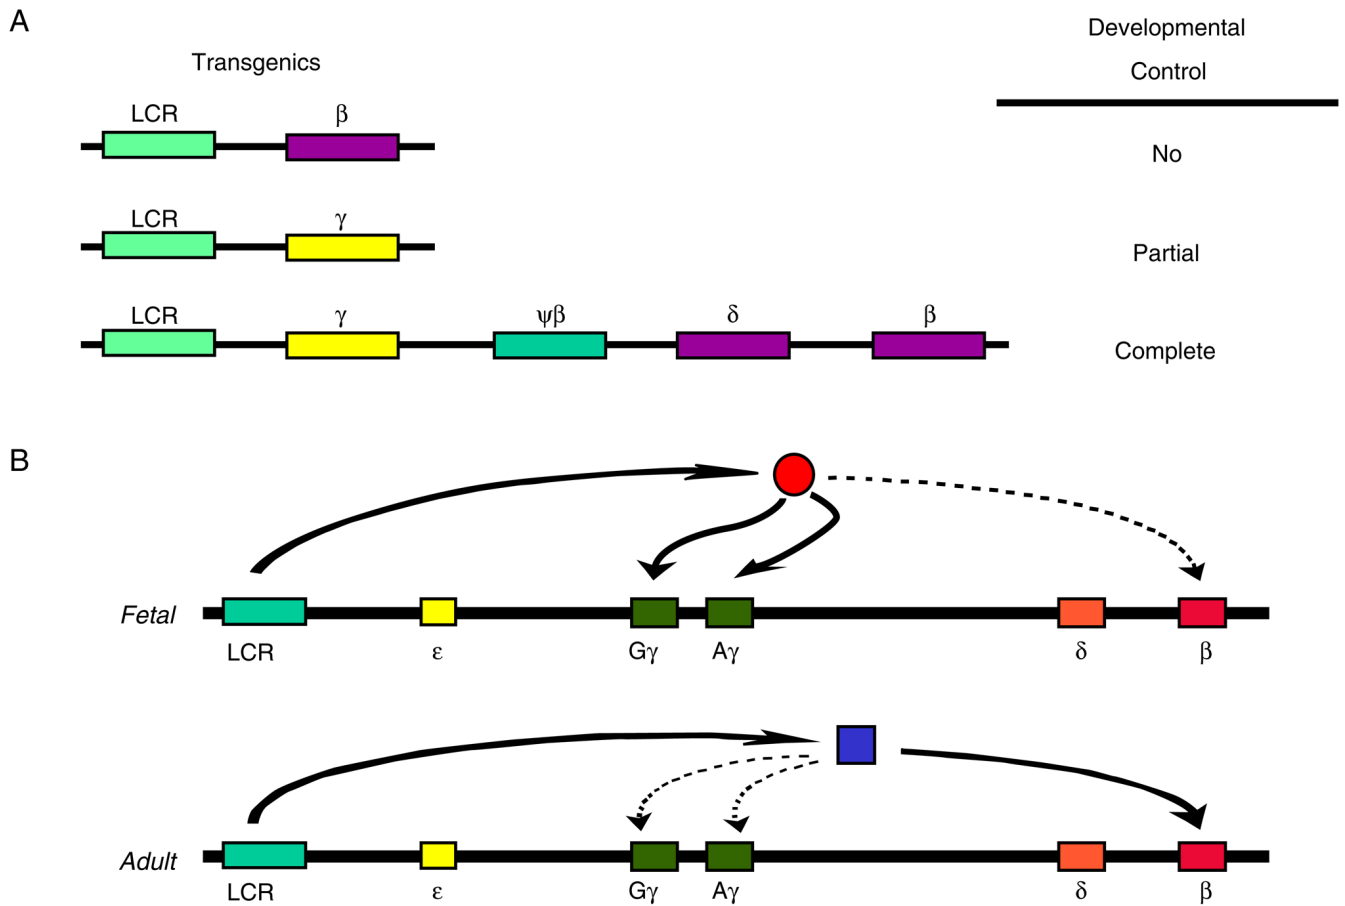 A
Developmental
Transgenics
Control
LCR β
No
LCR γ
Partial
LCR γ ψβ δ β
Complete
B
Fetal
LCR ε Gγ Aγ δ β
Adult
LCR ε Gγ Aγ δ β